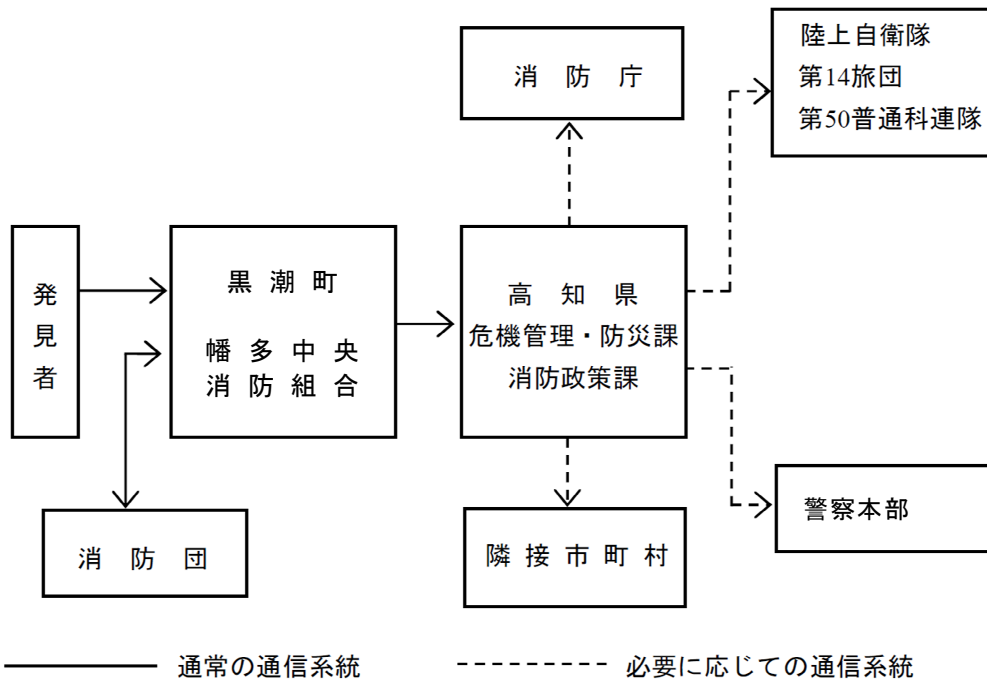 消防庁
陸上自衛隊
第14旅団
第50普通科連隊
発見者
黒潮町
幡多中央
消防組合
高知県
危機管理・防災課
消防政策課
消防団
隣接市町村
警察本部
通常の通信系統
必要に応じての通信系統